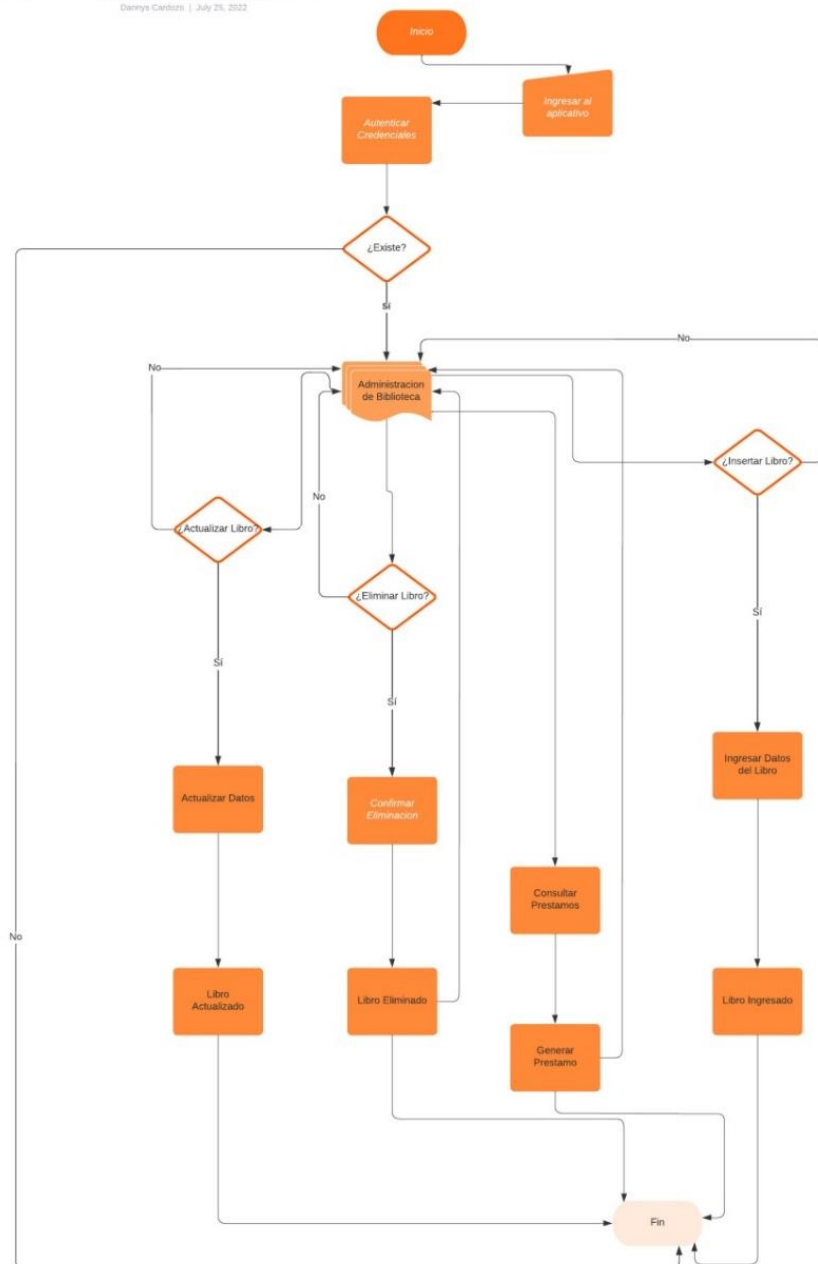 Dannys Cardozo | July 25, 2022
Inicio
Ingresar al
aplicativo
Autenticar
Credenciales
¿Existe?
Sí
No
No
Administracion
de Biblioteca
¿Insertar Libro?
No
¿Actualizar Libro?
¿Eliminar Libro?
Sí
Sí
Sí
Ingresar Datos
del Libro
Actualizar Datos
Confirmar
Eliminacion
Consultar
Prestamos
No
Libro
Actualizado
Libro Eliminado
Libro Ingresado
Generar
Prestamo
Fin